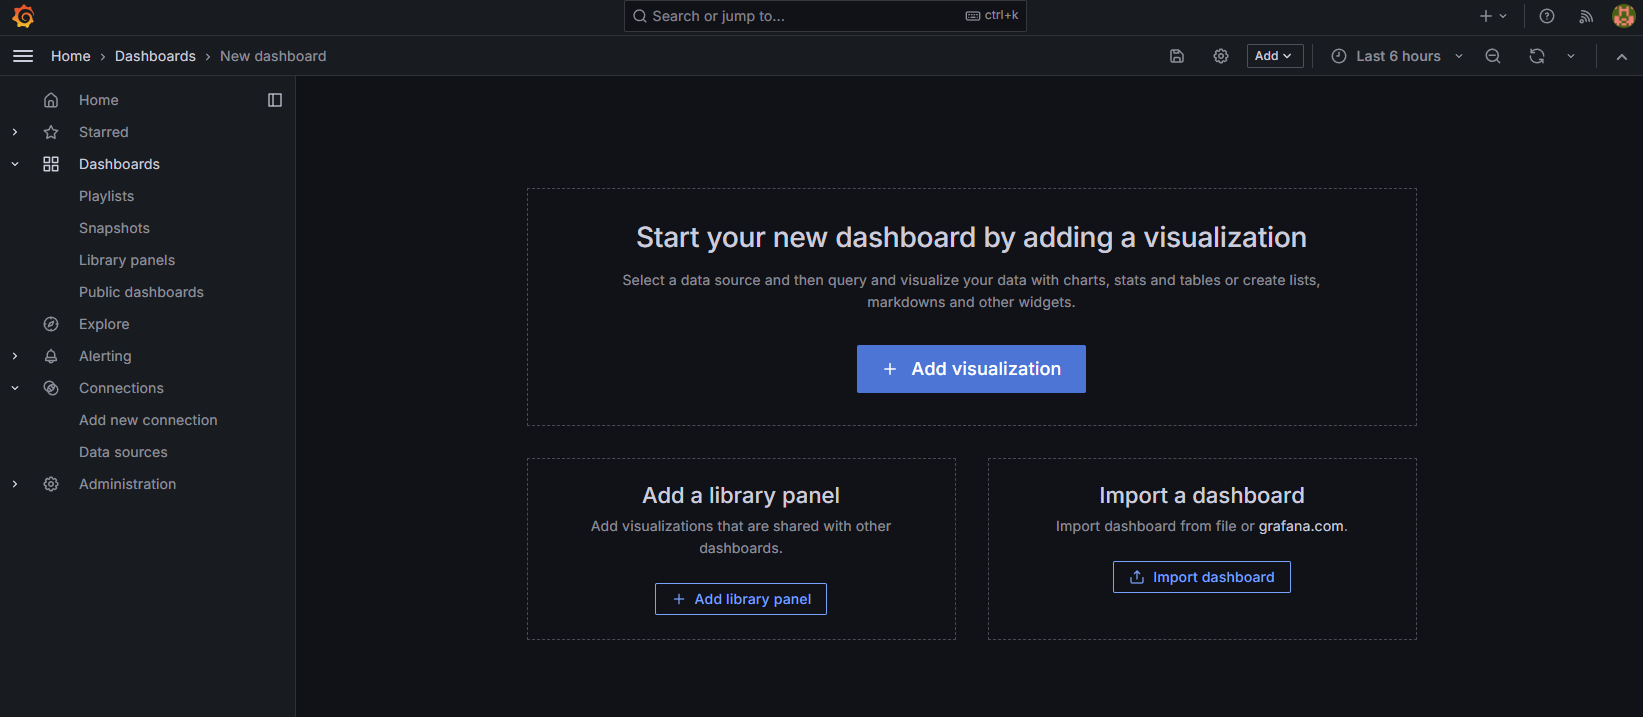 Search or jump to...
ctrl+k
Home › Dashboards › New dashboard
Add
Last 6 hours
Home
Starred
Dashboards
Playlists
Snapshots
Library panels
Public dashboards
Explore
Alerting
Connections
Add new connection
Data sources
Administration
Start your new dashboard by adding a visualization
Select a data source and then query and visualize your data with charts, stats and tables or create lists,
markdowns and other widgets.
+ Add visualization
Add a library panel
Add visualizations that are shared with other
dashboards.
+ Add library panel
Import a dashboard
Import dashboard from file or grafana.com.
Import dashboard